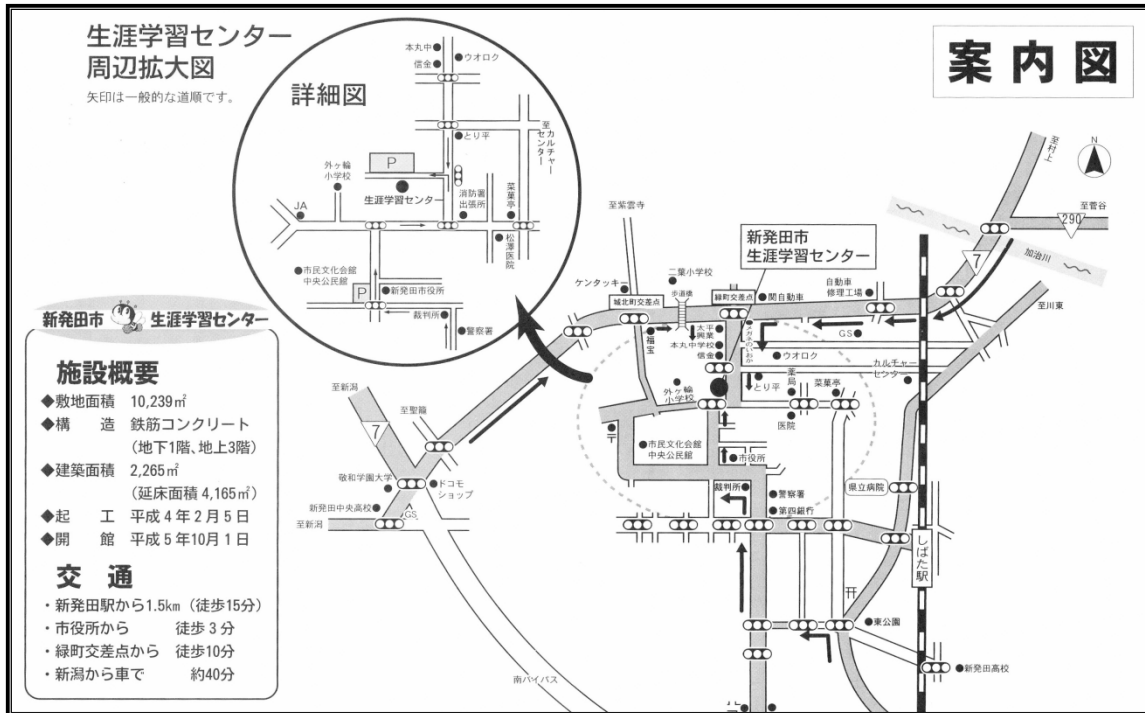 生涯学習センター
周辺拡大図
矢印は一般的な道順です。
案内図
詳細図
本丸中
信金
ウオロク
とり平
至カルチャーセンター
P
外ヶ輪
小学校
生涯学習センター
消防署
出張所
菜菓亭
JA
松澤医院
市民文化会館
中央公民館
P
新発田市役所
裁判所
警察署
新発田市 生涯学習センター
施設概要
◆敷地面積 10,239㎡
◆構 造 鉄筋コンクリート
(地下1階、地上3階)
◆建築面積 2,265㎡
(延床面積 4,165㎡)
◆起 工 平成4年2月5日
◆開 館 平成5年10月1日
交 通
・新発田駅から1.5km (徒歩15分)
・市役所から 徒歩3分
・緑町交差点から 徒歩10分
・新潟から車で 約40分
至村上
N
至紫雲寺
至菅谷
290
新発田市
生涯学習センター
7
加治川
二葉小学校
ケンタッキー
城北町交差点
歩道橋
緑町交差点
関自動車
自動車
修理工場
至川東
福宝
太平興業
メガネのいおか
GS
本丸中学校
信金
ウオロク
カルチャー
センター
外ヶ輪
小学校
とり平
薬局
菜菓亭
至新潟
至聖籠
7
〒
医院
市民文化会館
中央公民館
市役所
敬和学園大学
ドコモ
ショップ
裁判所
警察署
県立病院
新発田中央高校
GS
第四銀行
至新潟
しばた駅
東公園
新発田高校
南バイパス